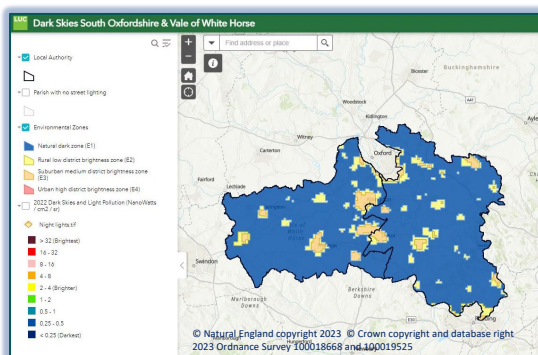 LUC Dark Skies South Oxfordshire & Vale of White Horse
Local Authority
Parish with no street lighting
Environmental Zones
Natural dark zone (E1)
Rural low district brightness zone (E2)
Suburban medium district brightness zone
(E3)
Urban high district brightness zone (E4)
2022 Dark Skies and Light Pollution (NanoWatts
/ cm2 / sr)
Night lights.tif
> 32 (Brightest)
16 - 32
8 - 16
4 - 8
2 - 4 (Brighter)
1 - 2
0.5 - 1
0.25 - 0.5
< 0.25 (Darkest)
Find address or place
Buckinghamshire
Bicester
A41
Woodstock
Kidlington
Witney
Oxford
Carterton
Fairford
Lechlade
Swindon
Marlborough
Downs
Berkshire
Downs
© Natural England copyright 2023 © Crown copyright and database right
2023 Ordnance Survey 100018668 and 100019525